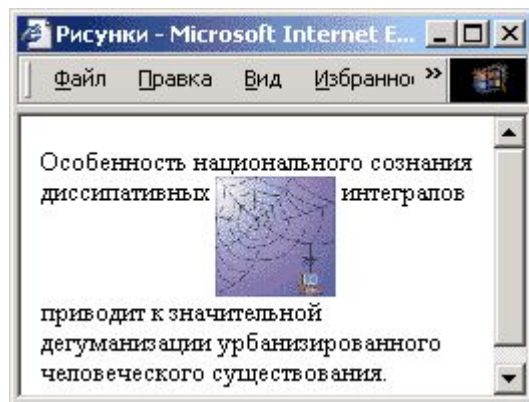 Рисунки - Microsoft Internet E...
Файл Правка Вид Избранно »
Особенность национального сознания
диссипативных интегралов
приводит к значительной
дегуманизации урбанизированного
человеческого существования.